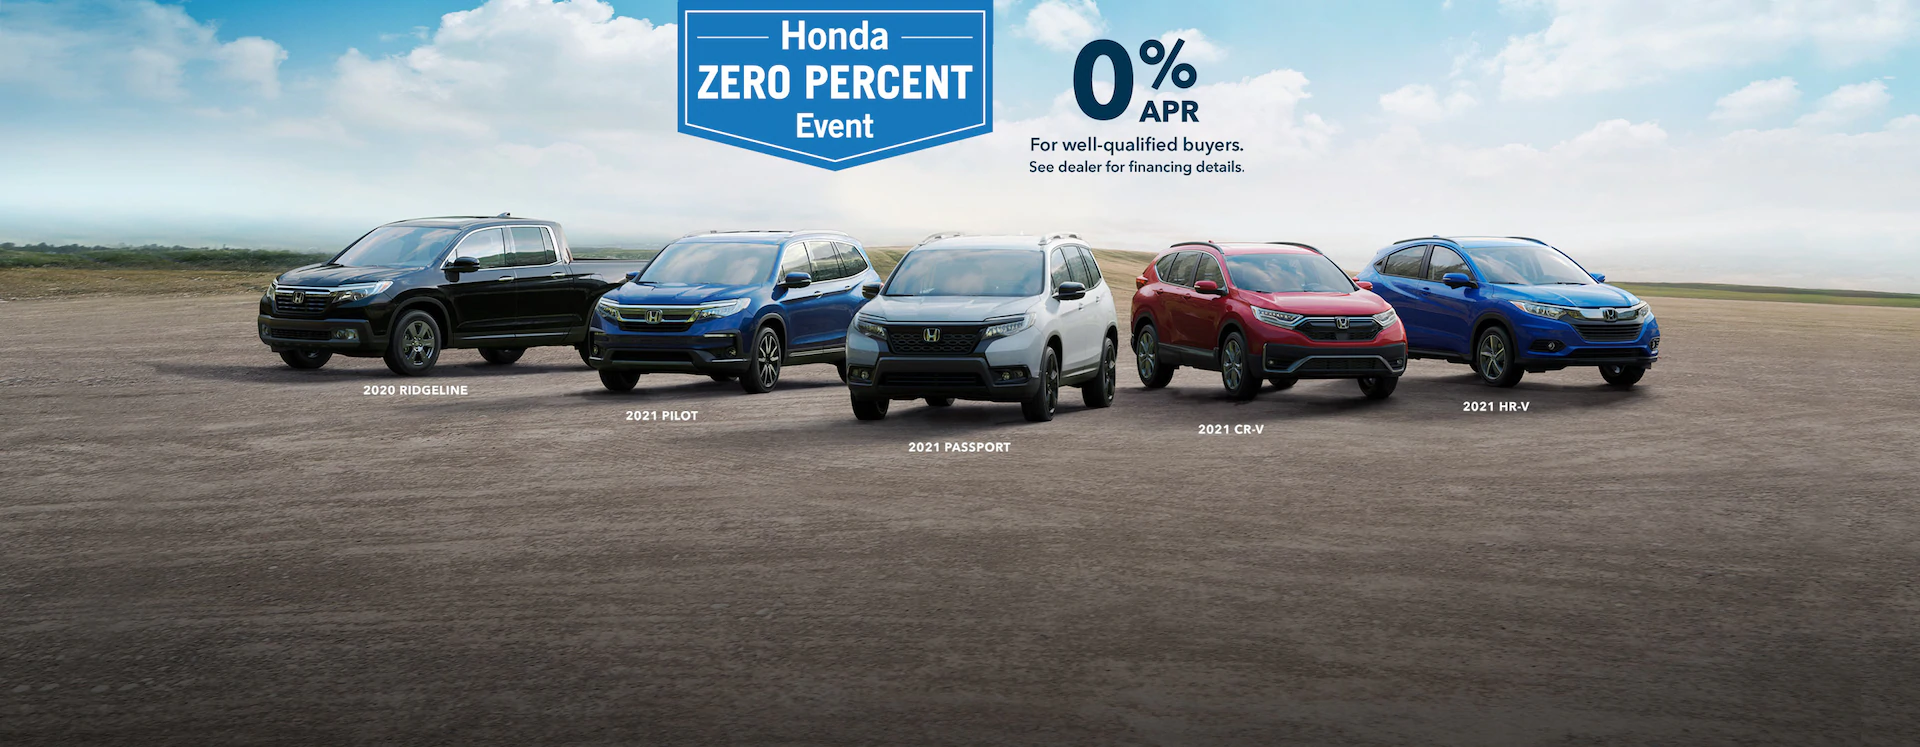 Honda
ZERO PERCENT
Event
0%
APR
For well-qualified buyers.
See dealer for financing details.
2020 RIDGELINE
2021 PILOT
2021 PASSPORT
2021 CR-V
2021 HR-V